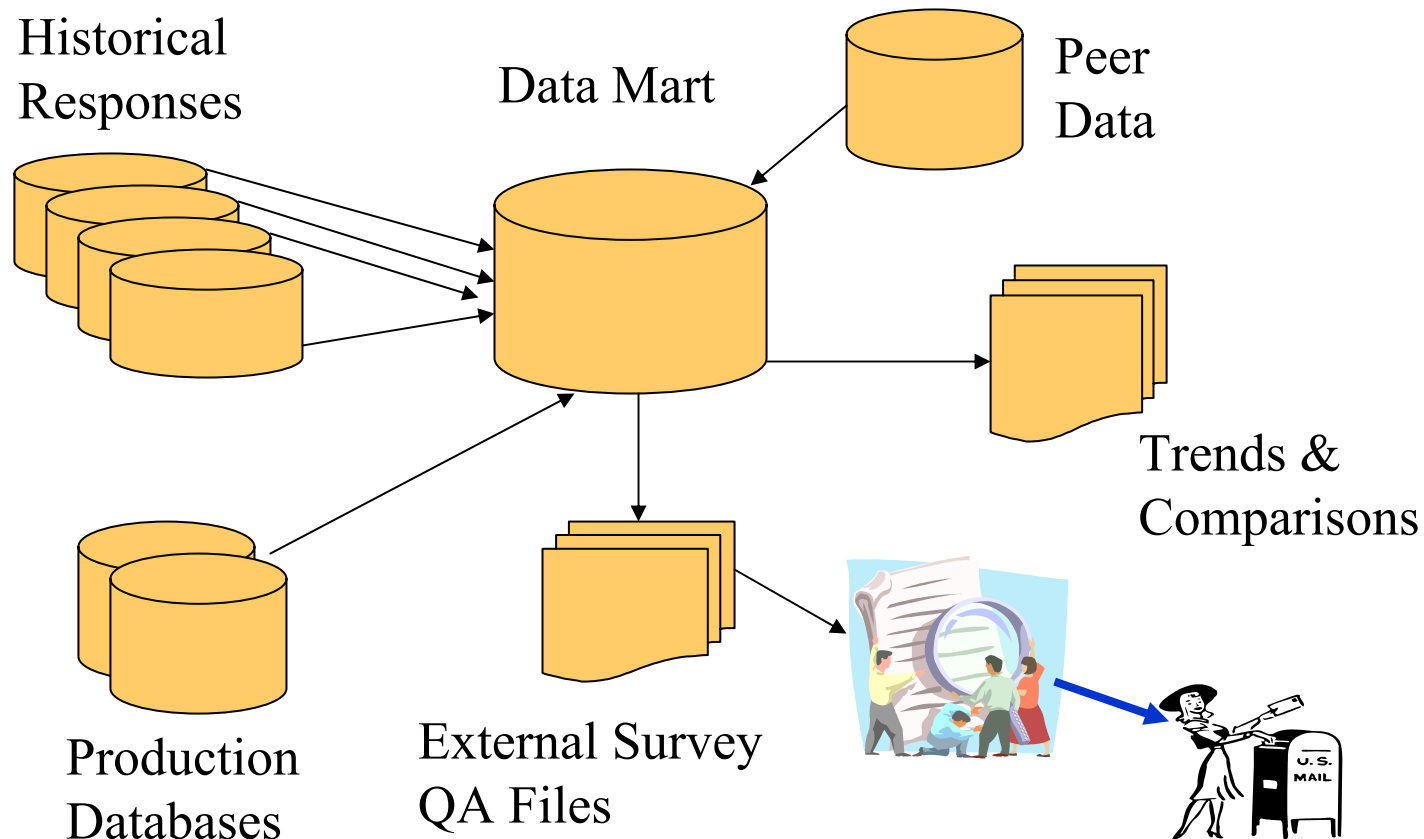 Historical
Responses
Data Mart
Peer
Data
Trends &
Comparisons
Production
Databases
External Survey
QA Files
U.S.
MAIL